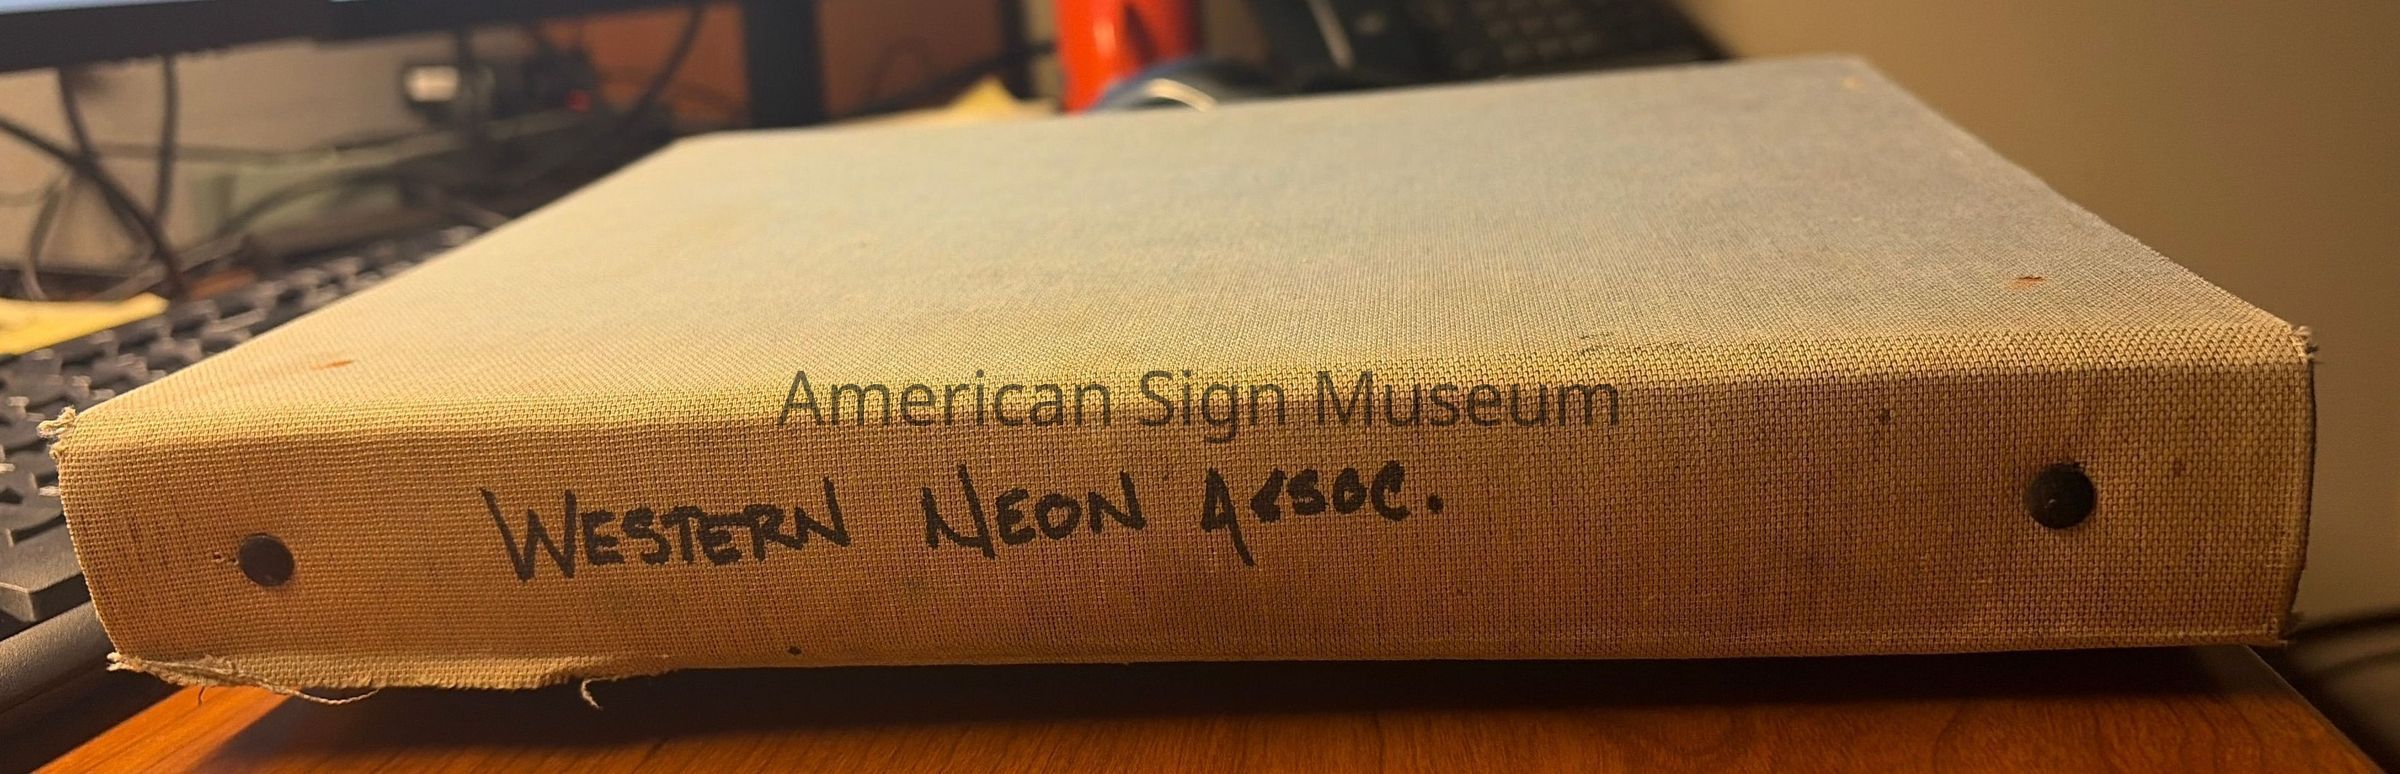 American Sign Museum
WESTERN NEON ASSOC.